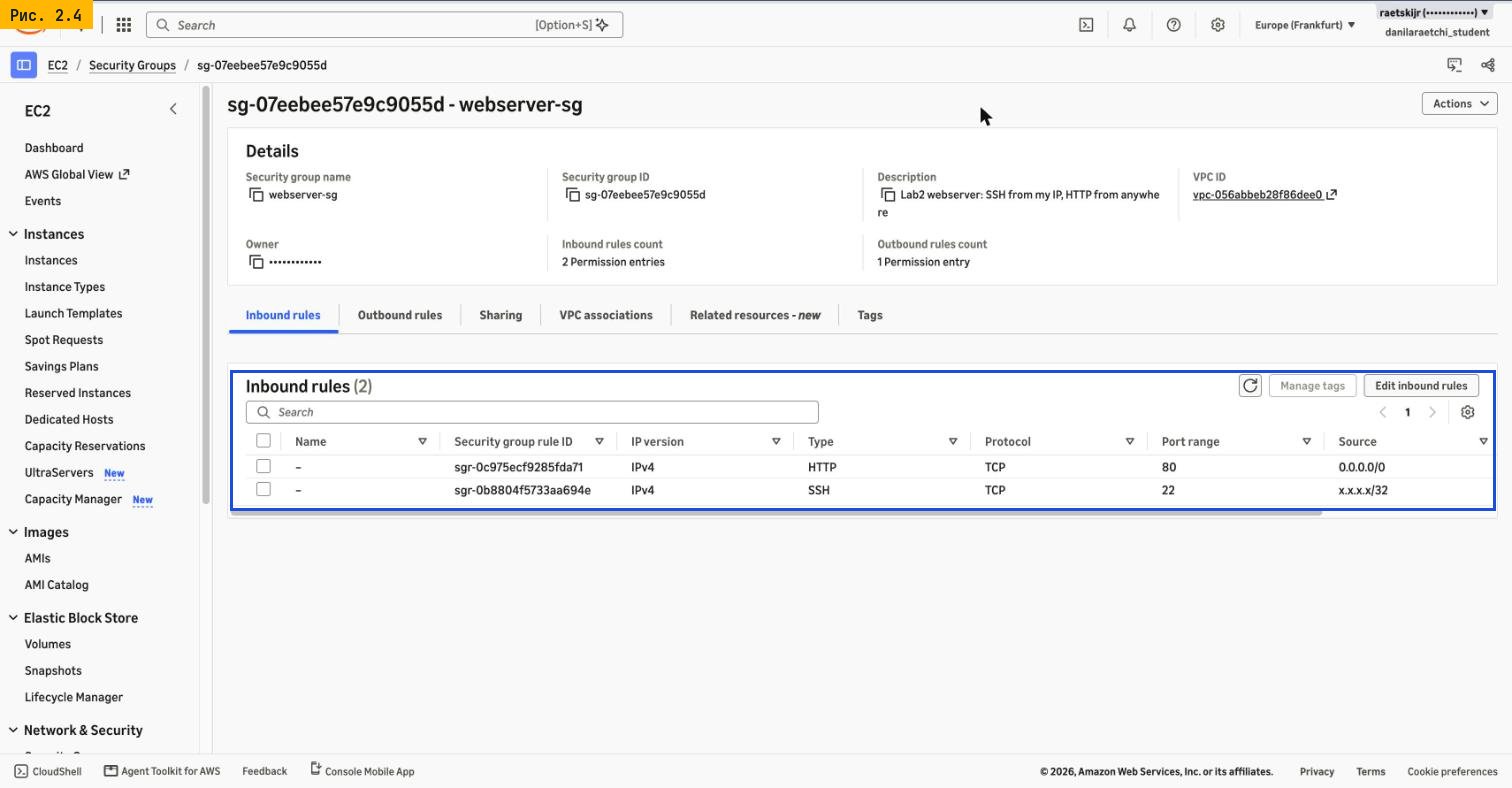 Рис. 2.4
Search [Option+S]
Europe (Frankfurt)
raetskijr (••••••••••••)
danilaraetchi_student
EC2 / Security Groups / sg-07eebee57e9c9055d
EC2
Dashboard
AWS Global View
Events
Instances
Instances
Instance Types
Launch Templates
Spot Requests
Savings Plans
Reserved Instances
Dedicated Hosts
Capacity Reservations
UltraServers New
Capacity Manager New
Images
AMIs
AMI Catalog
Elastic Block Store
Volumes
Snapshots
Lifecycle Manager
Network & Security
sg-07eebee57e9c9055d - webserver-sg
Actions
Details
Security group name
webserver-sg
Security group ID
sg-07eebee57e9c9055d
Description
Lab2 webserver: SSH from my IP, HTTP from anywhe
re
VPC ID
vpc-056abbeb28f86dee0
Owner
••••••••••••
Inbound rules count
2 Permission entries
Outbound rules count
1 Permission entry
Inbound rules Outbound rules Sharing VPC associations Related resources - new Tags
Inbound rules (2)
Manage tags Edit inbound rules
Search
1
Name Security group rule ID IP version Type Protocol Port range Source
– sgr-0c975ecf9285fda71 IPv4 HTTP TCP 80 0.0.0.0/0
– sgr-0b8804f5733aa694e IPv4 SSH TCP 22 x.x.x.x/32
CloudShell Agent Toolkit for AWS Feedback Console Mobile App
© 2026, Amazon Web Services, Inc. or its affiliates. Privacy Terms Cookie preferences